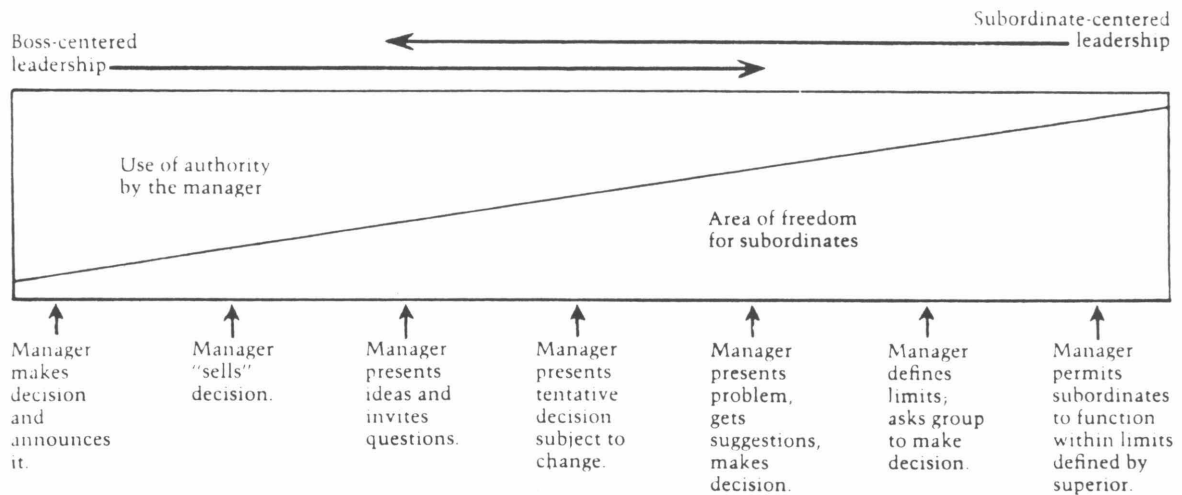 Boss-centered
leadership
Subordinate-centered
leadership
Use of authority
by the manager
Area of freedom
for subordinates
Manager
makes
decision
and
announces
it.
Manager
"sells"
decision.
Manager
presents
ideas and
invites
questions.
Manager
presents
tentative
decision
subject to
change.
Manager
presents
problem,
gets
suggestions,
makes
decision.
Manager
defines
limits;
asks group
to make
decision.
Manager
permits
subordinates
to function
within limits
defined by
superior.